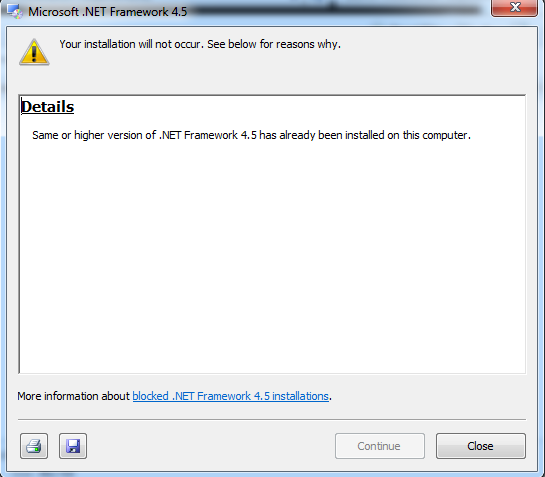 Microsoft .NET Framework 4.5
Your installation will not occur. See below for reasons why.
Details
Same or higher version of .NET Framework 4.5 has already been installed on this computer.
More information about blocked .NET Framework 4.5 installations.
Continue
Close